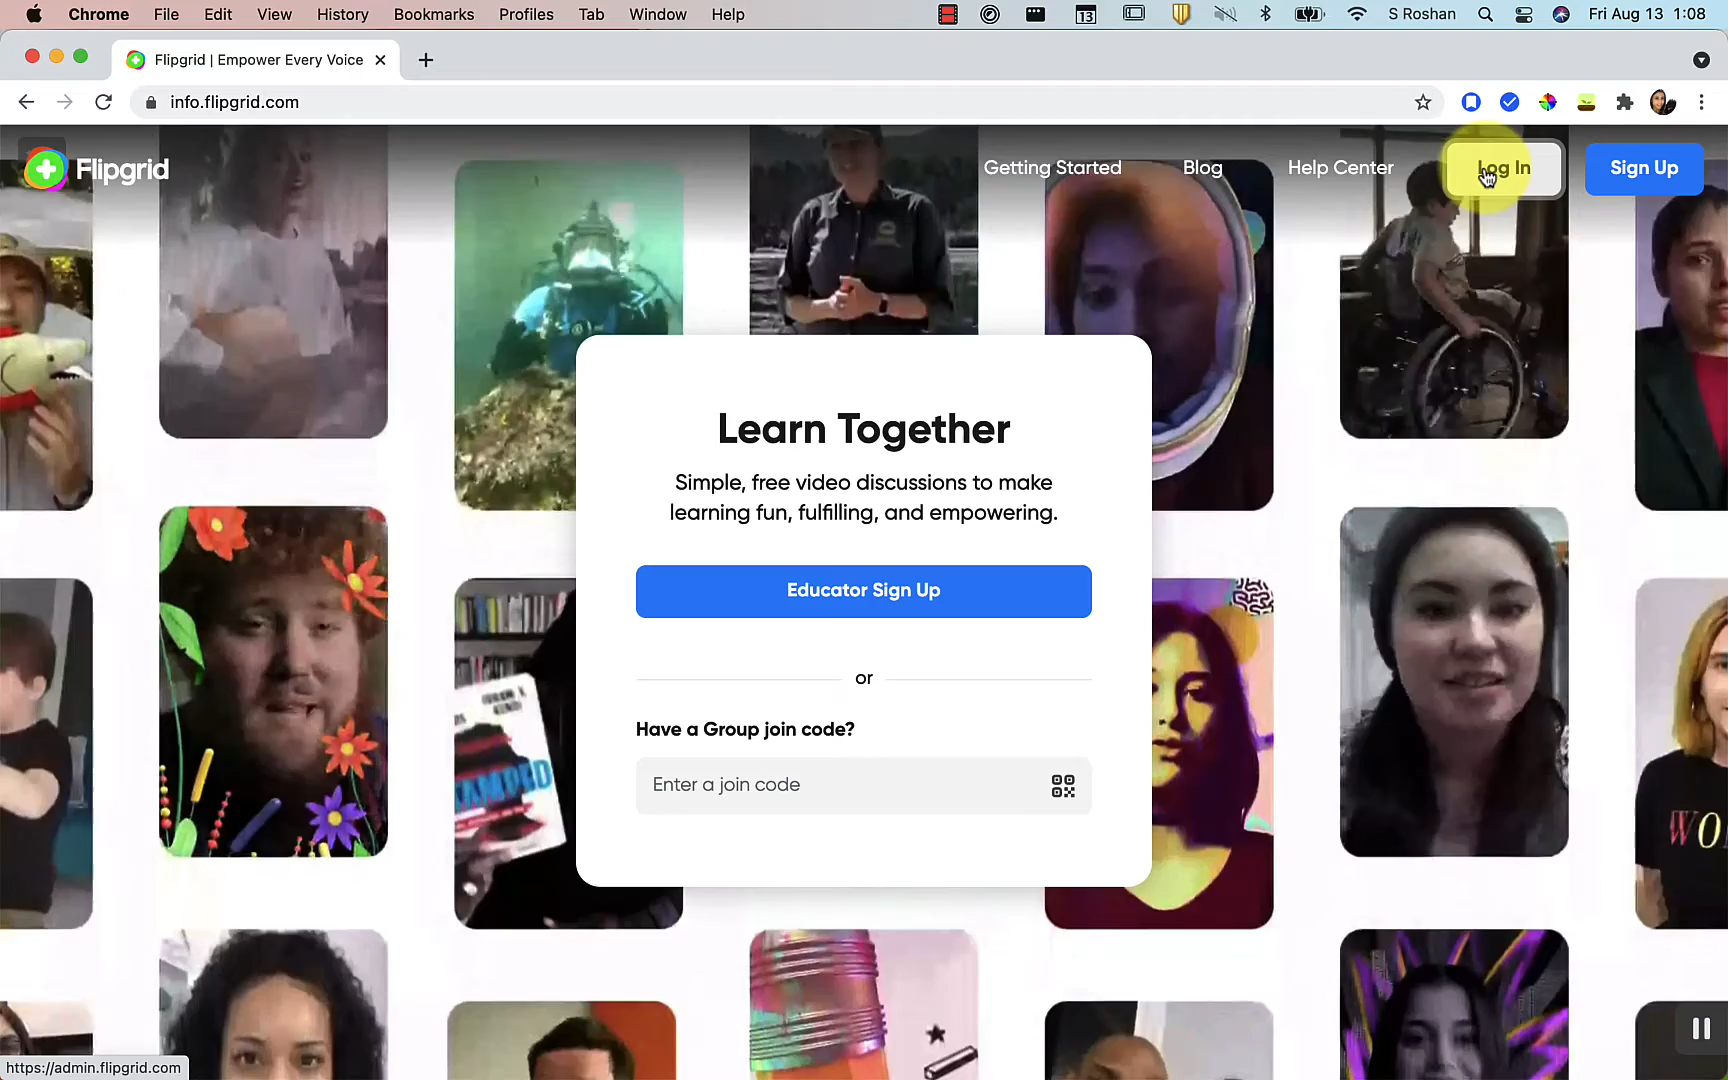 Chrome File Edit View History Bookmarks Profiles Tab Window Help 13 S Roshan Fri Aug 13 1:08
Flipgrid | Empower Every Voice
info.flipgrid.com
Flipgrid
Getting Started
Blog
Help Center
Log In
Sign Up
Learn Together
Simple, free video discussions to make
learning fun, fulfilling, and empowering.
Educator Sign Up
or
Have a Group join code?
Enter a join code
WO
https://admin.flipgrid.com